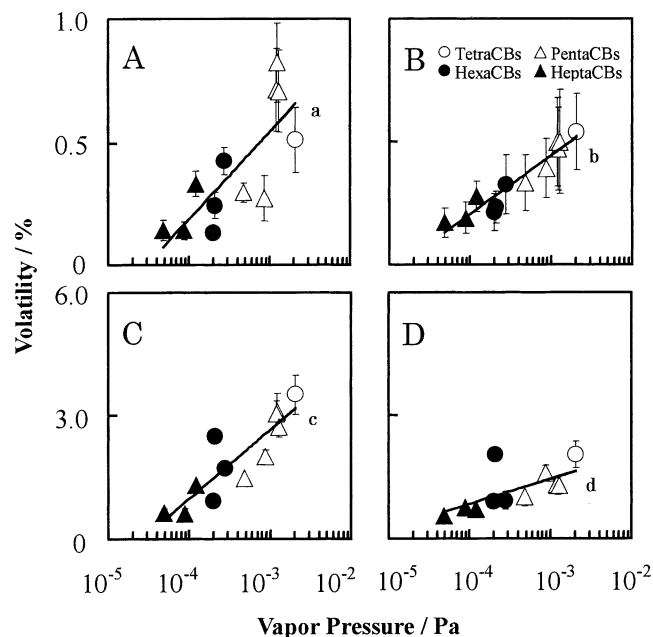 1.0
A
a
0.5
0
B
○ TetraCBs △ PentaCBs
● HexaCBs ▲ HeptaCBs
b
Volatility / %
6.0
C
c
3.0
0
D
d
10-5 10-4 10-3 10-2
10-5 10-4 10-3 10-2
Vapor Pressure / Pa